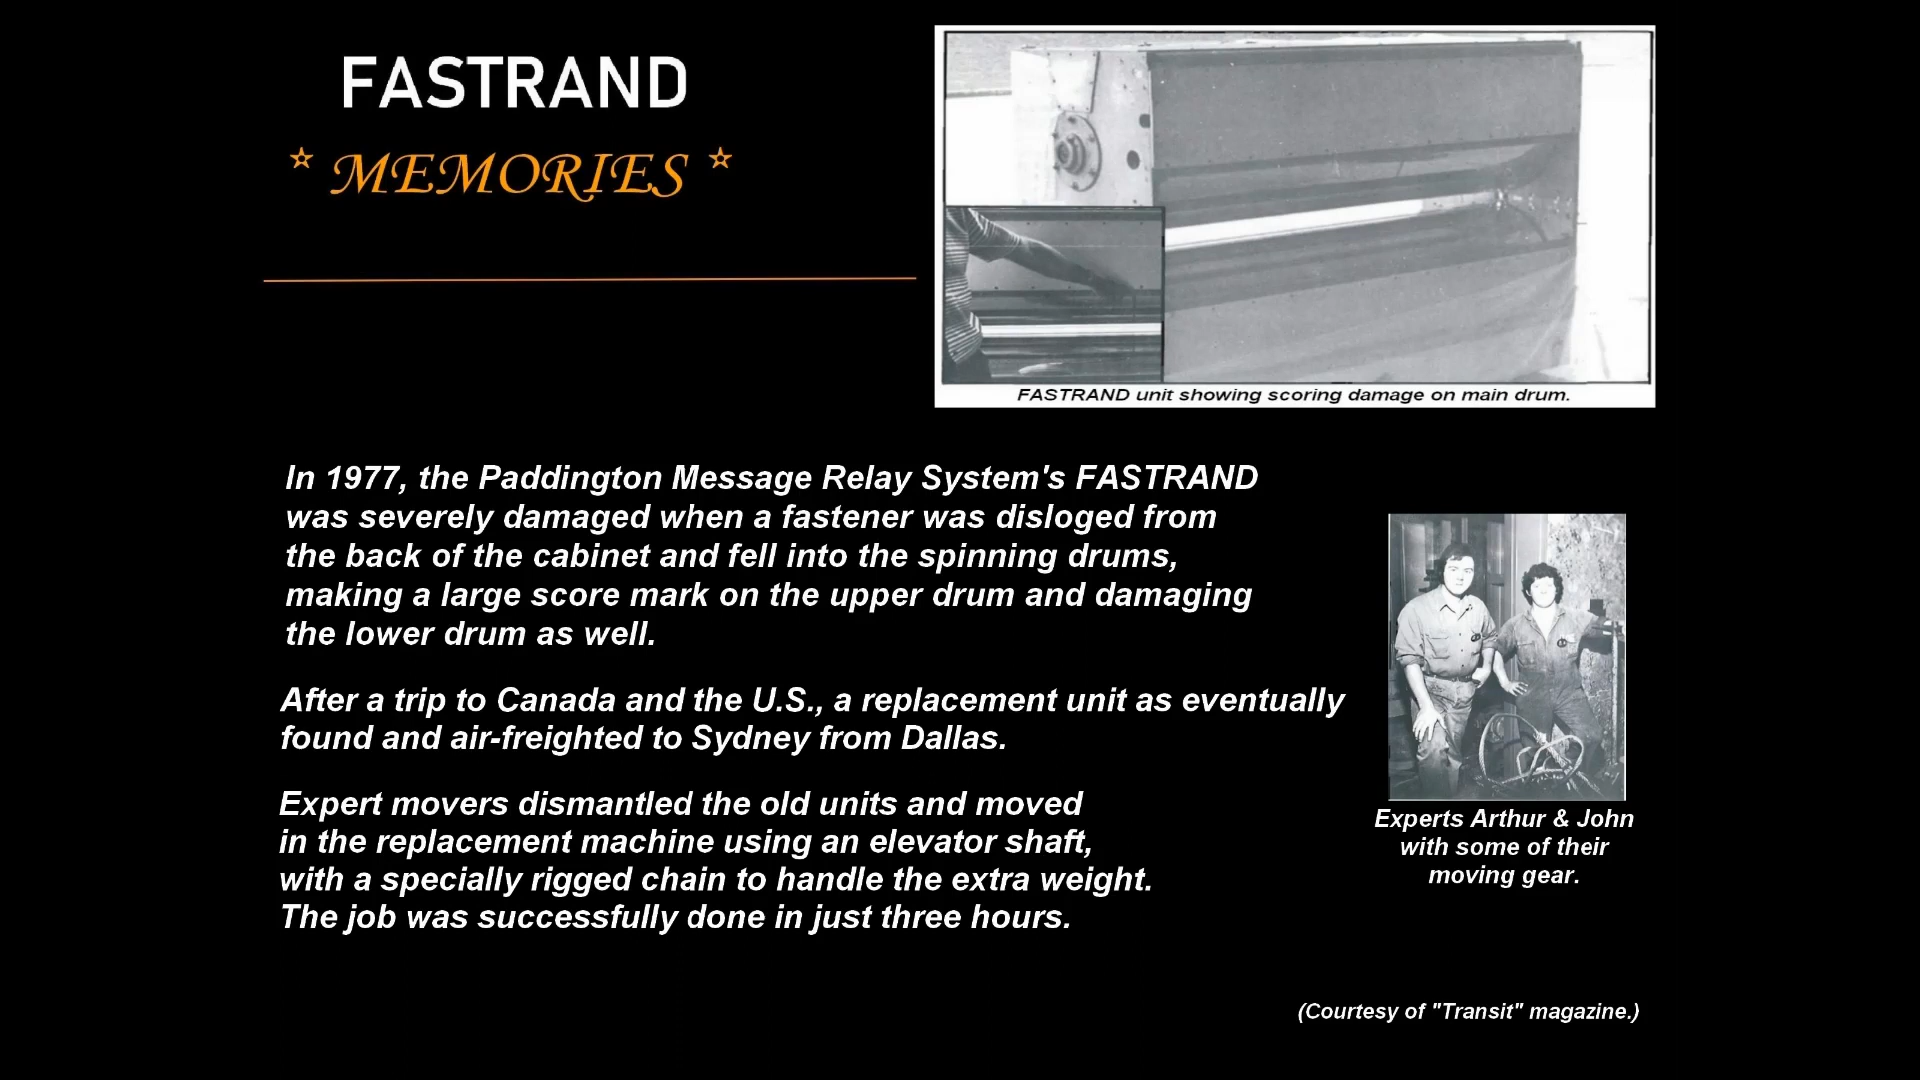 FASTRAND
* MEMORIES *
FASTRAND unit showing scoring damage on main drum.
In 1977, the Paddington Message Relay System's FASTRAND
was severely damaged when a fastener was disloged from
the back of the cabinet and fell into the spinning drums,
making a large score mark on the upper drum and damaging
the lower drum as well.
After a trip to Canada and the U.S., a replacement unit as eventually
found and air-freighted to Sydney from Dallas.
Expert movers dismantled the old units and moved
in the replacement machine using an elevator shaft,
with a specially rigged chain to handle the extra weight.
The job was successfully done in just three hours.
Experts Arthur & John
with some of their
moving gear.
(Courtesy of "Transit" magazine.)